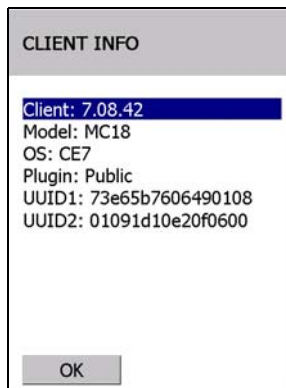 CLIENT INFO
Client: 7.08.42
Model: MC18
OS: CE7
Plugin: Public
UUID1: 73e65b7606490108
UUID2: 01091d10e20f0600
OK